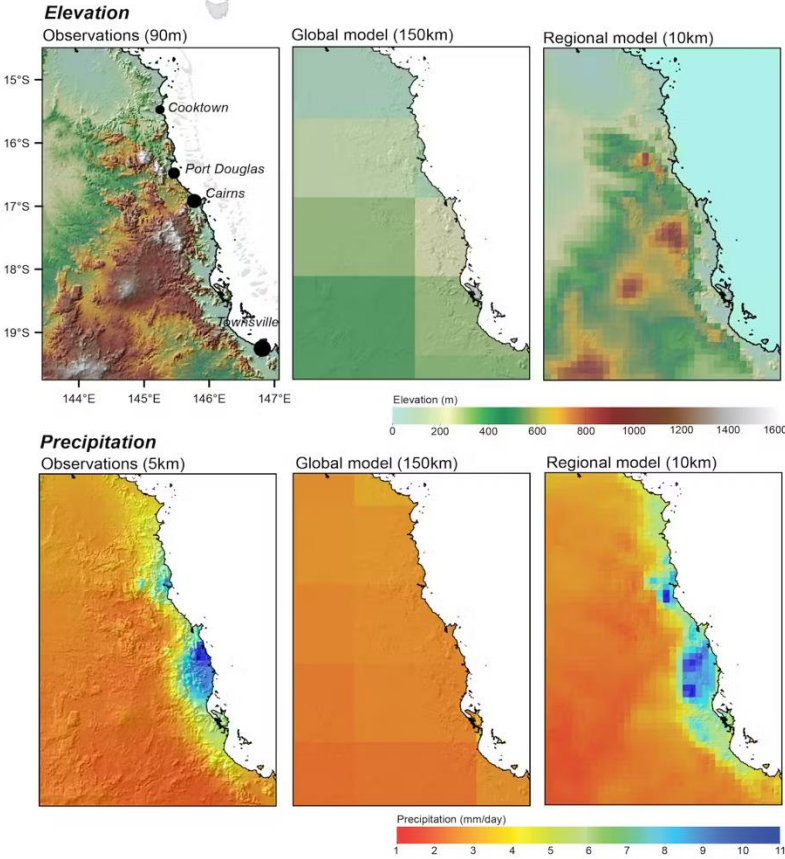 Elevation
Observations (90m) Global model (150km) Regional model (10km)
15°S
Cooktown
16°S
Port Douglas
Cairns
17°S
18°S
19°S
Townsville
144°E 145°E 146°E 147°E
Elevation (m)
0 200 400 600 800 1000 1200 1400 1600
Precipitation
Observations (5km) Global model (150km) Regional model (10km)
Precipitation (mm/day)
1 2 3 4 5 6 7 8 9 10 11